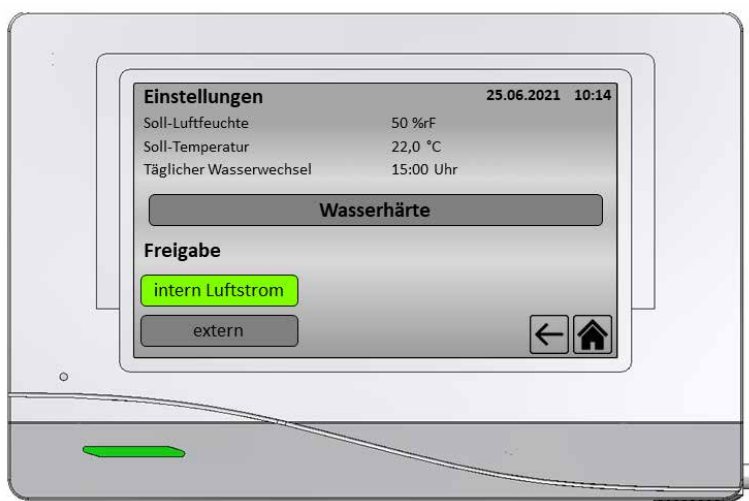 Einstellungen 25.06.2021 10:14
Soll-Luftfeuchte 50 %rF
Soll-Temperatur 22,0 °C
Täglicher Wasserwechsel 15:00 Uhr
Wasserhärte
Freigabe
intern Luftstrom
extern